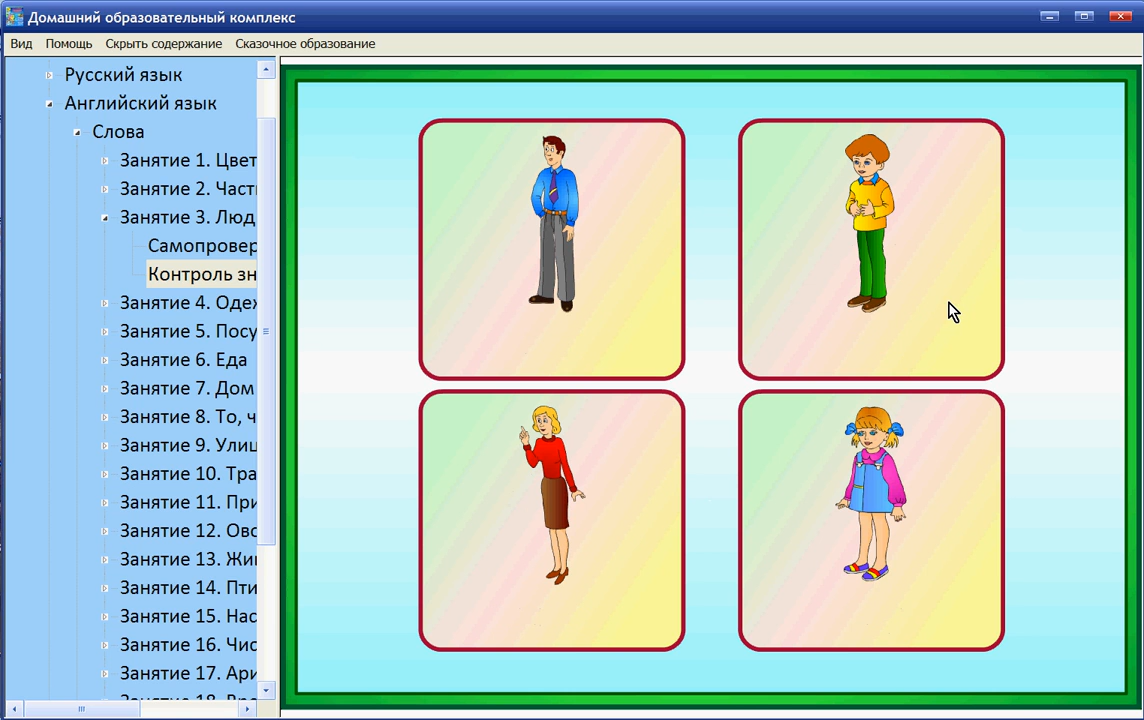 Домашний образовательный комплекс
Вид Помощь Скрыть содержание Сказочное образование
Русский язык
Английский язык
Слова
Занятие 1. Цвет
Занятие 2. Част
Занятие 3. Люд
Самопровер
Контроль зн
Занятие 4. Оде
Занятие 5. Посу
Занятие 6. Еда
Занятие 7. Дом
Занятие 8. То, ч
Занятие 9. Ули
Занятие 10. Тра
Занятие 11. При
Занятие 12. Ово
Занятие 13. Жи
Занятие 14. Пти
Занятие 15. Нас
Занятие 16. Чис
Занятие 17. Ари